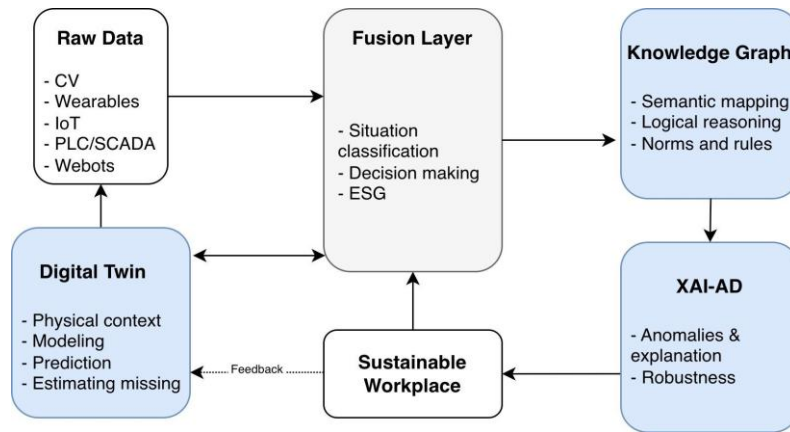 Raw Data
- CV
- Wearables
- IoT
- PLC/SCADA
- Webots
Fusion Layer
- Situation
classification
- Decision making
- ESG
Knowledge Graph
- Semantic mapping
- Logical reasoning
- Norms and rules
Digital Twin
- Physical context
- Modeling
- Prediction
- Estimating missing
Feedback
Sustainable
Workplace
XAI-AD
- Anomalies &
explanation
- Robustness